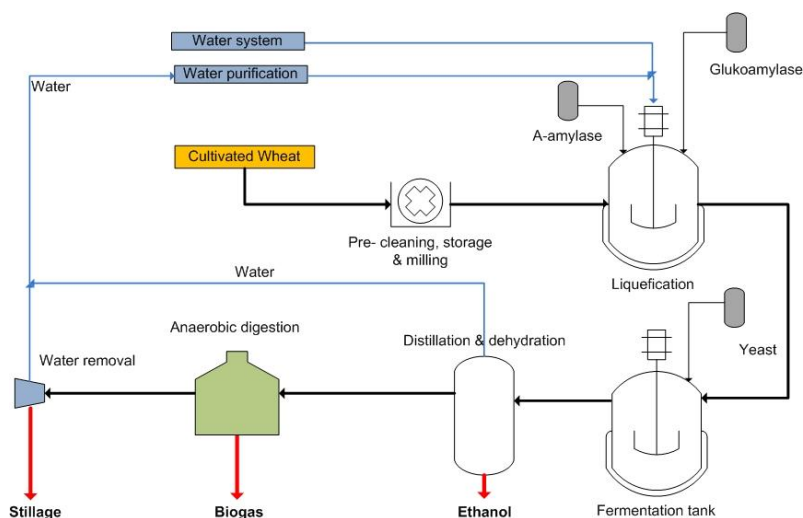 Water system
Glukoamylase
Water purification
Water
A-amylase
Cultivated Wheat
Pre- cleaning, storage
& milling
Water
Liquefication
Anaerobic digestion
Distillation & dehydration
Yeast
Water removal
Stillage
Biogas
Ethanol
Fermentation tank